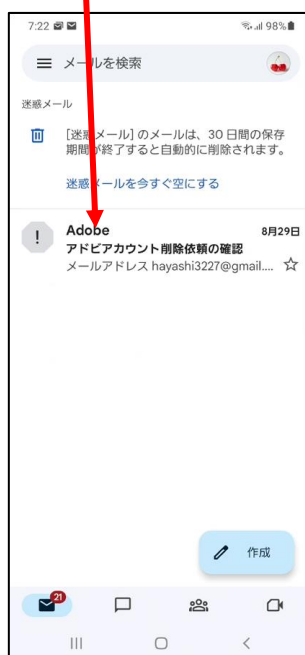 7:22 98%
メールを検索
迷惑メール
[迷惑メール] のメールは、30 日間の保存
期間が終了すると自動的に削除されます。
迷惑メールを今すぐ空にする
! Adobe 8月29日
アドビアカウント削除依頼の確認
メールアドレス hayashi3227@gmail....
作成
21